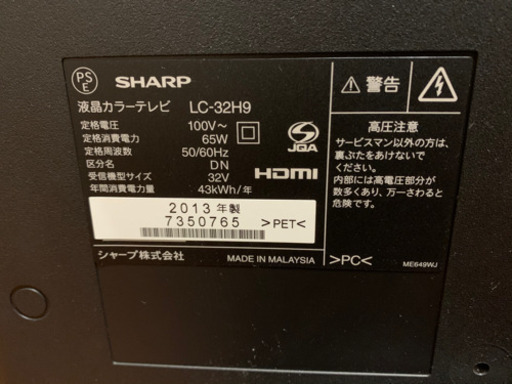 PSE
SHARP
液晶カラーテレビ LC-32H9
定格電圧 100V~
定格消費電力 65W
定格周波数 50/60Hz
区分名 DN
受信機型サイズ 32V
年間消費電力量 43kWh/年
JQA
HDMI
2013年製
7350765
>PET<
シャープ株式会社 MADE IN MALAYSIA
警告
高圧注意
サービスマン以外の方は、
裏ぶたをあけないで
ください。
内部には高電圧部分が
数多くあり、万一さわると
危険です。
>PC<
ME649WJ